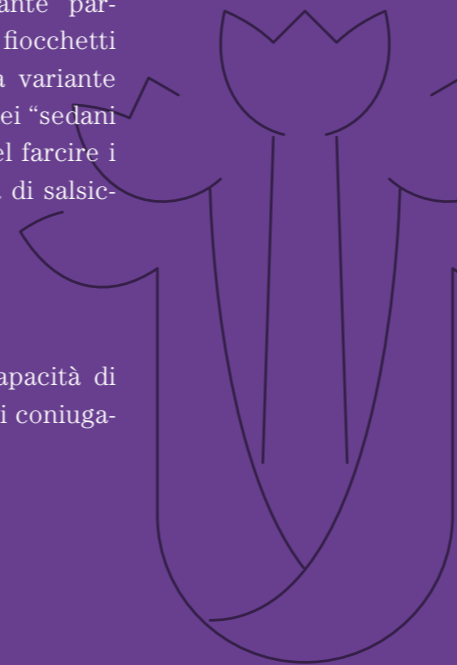 ante par-
fiocchetti
a variante
ei “sedani
el farcire i
di salsic-
apacità di
i coniuga-